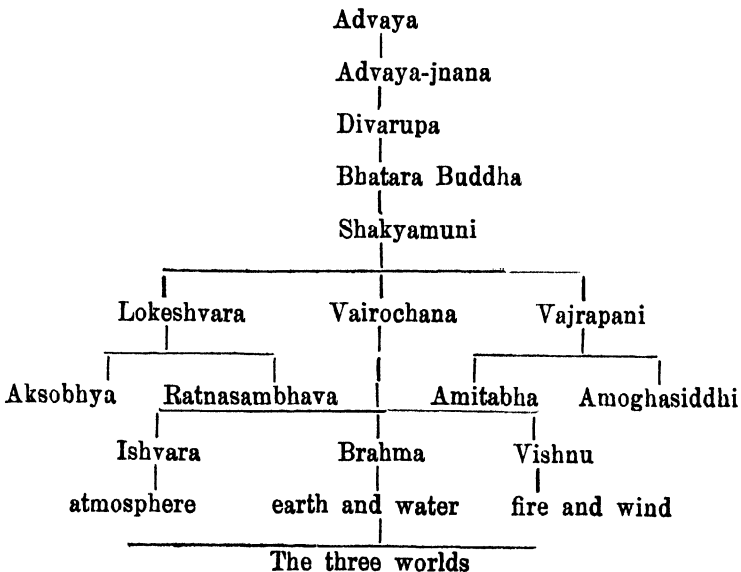 Advaya
Advaya-jnana
Divarupa
Bhatara Buddha
Shakyamuni
Lokeshvara Vairochana Vajrapani
Aksobhya Ratnasambhava Amitabha Amoghasiddhi
Ishvara Brahma Vishnu
atmosphere earth and water fire and wind
The three worlds